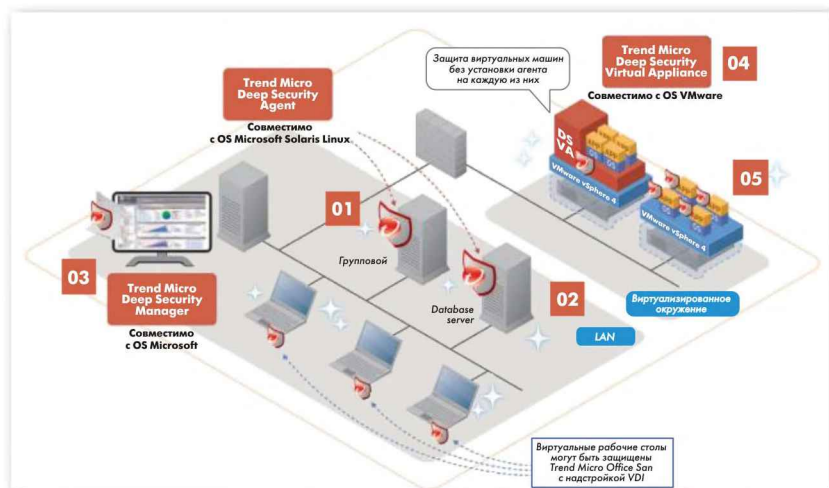 Trend Micro
Deep Security
Agent
Совместимо
с OS Microsoft Solaris Linux
Защита виртуальных машин
без установки агента
на каждую из них
Trend Micro
Deep Security
Virtual Appliance
04
Совместимо с OS VMware
DS
VA
VMware vSphere 4
05
VMware vSphere 4
01
Групповой
03
Trend Micro
Deep Security
Manager
Совместимо
с OS Microsoft
Database
server
02
LAN
Виртуализированное
окружение
Виртуальные рабочие столы
могут быть защищены
Trend Micro Office San
с надстройкой VDI